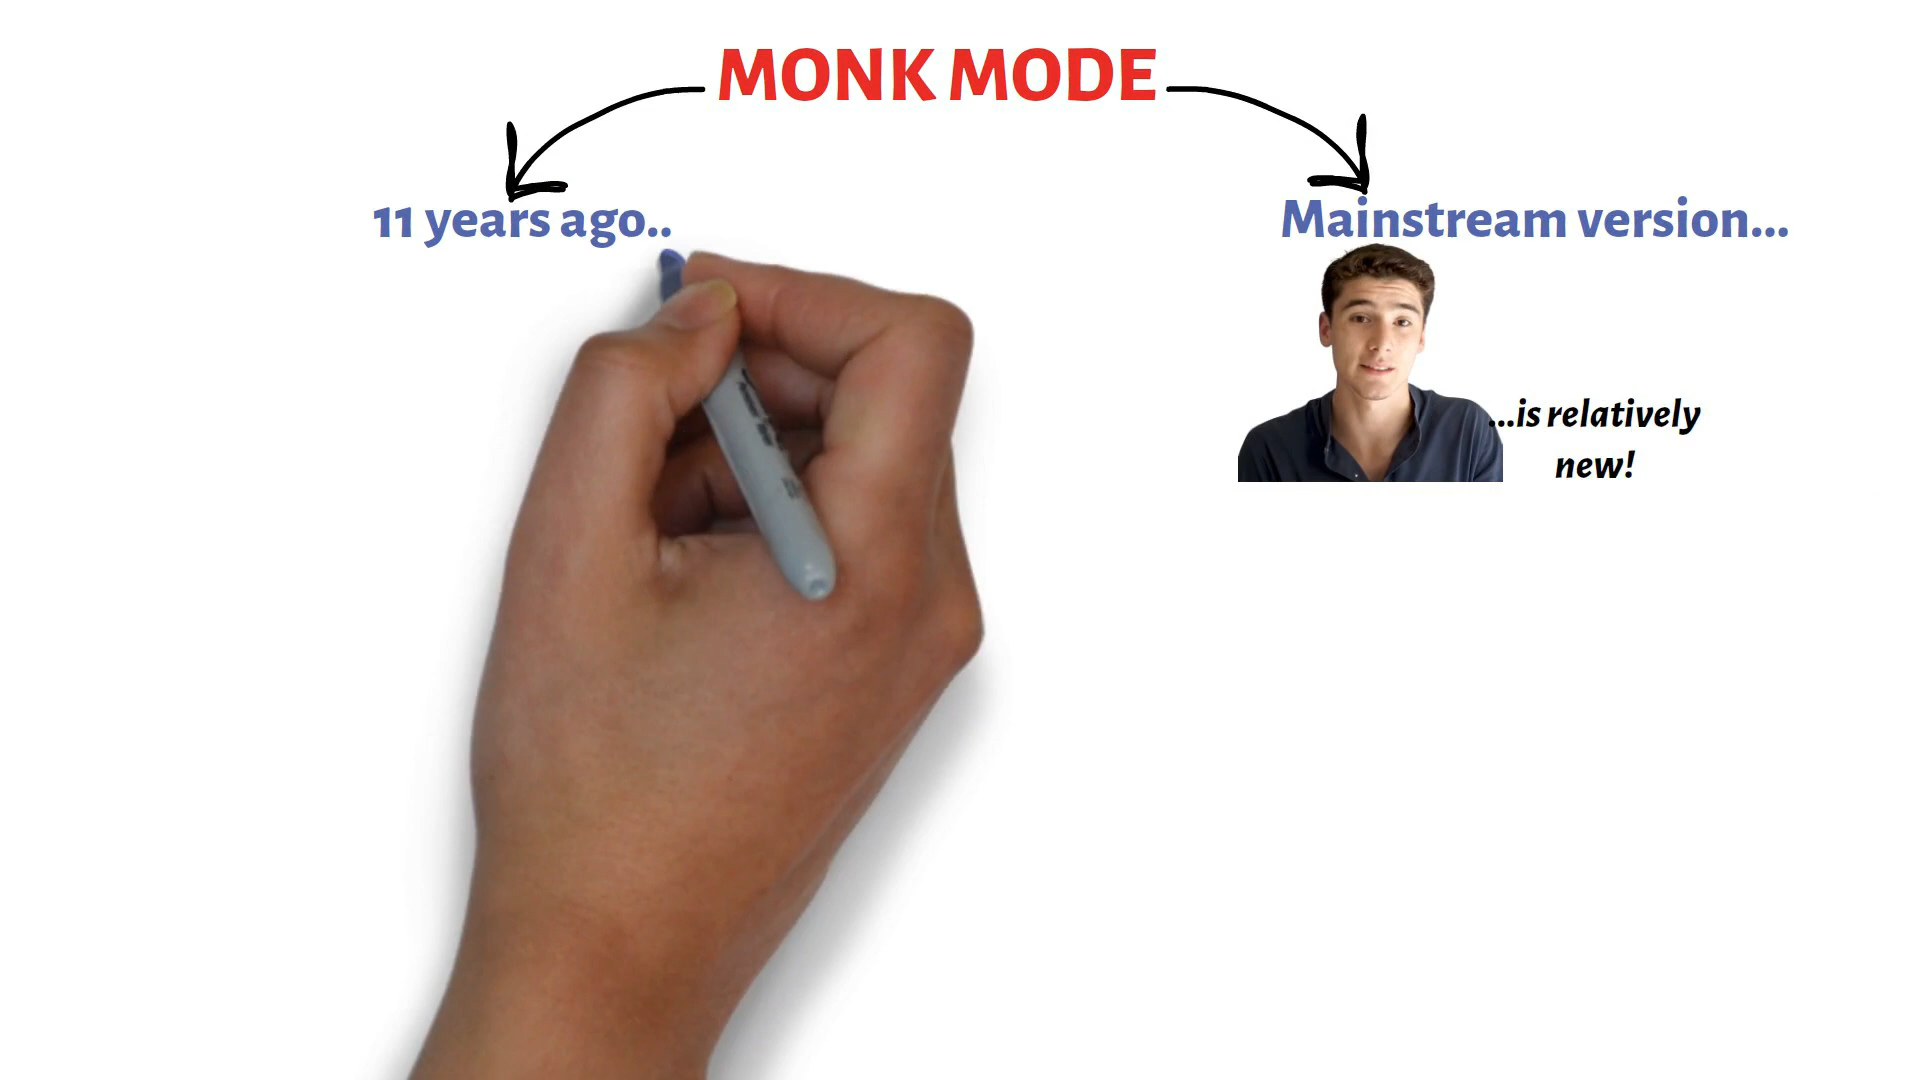 MONK MODE
11 years ago..
Mainstream version...
...is relatively
new!